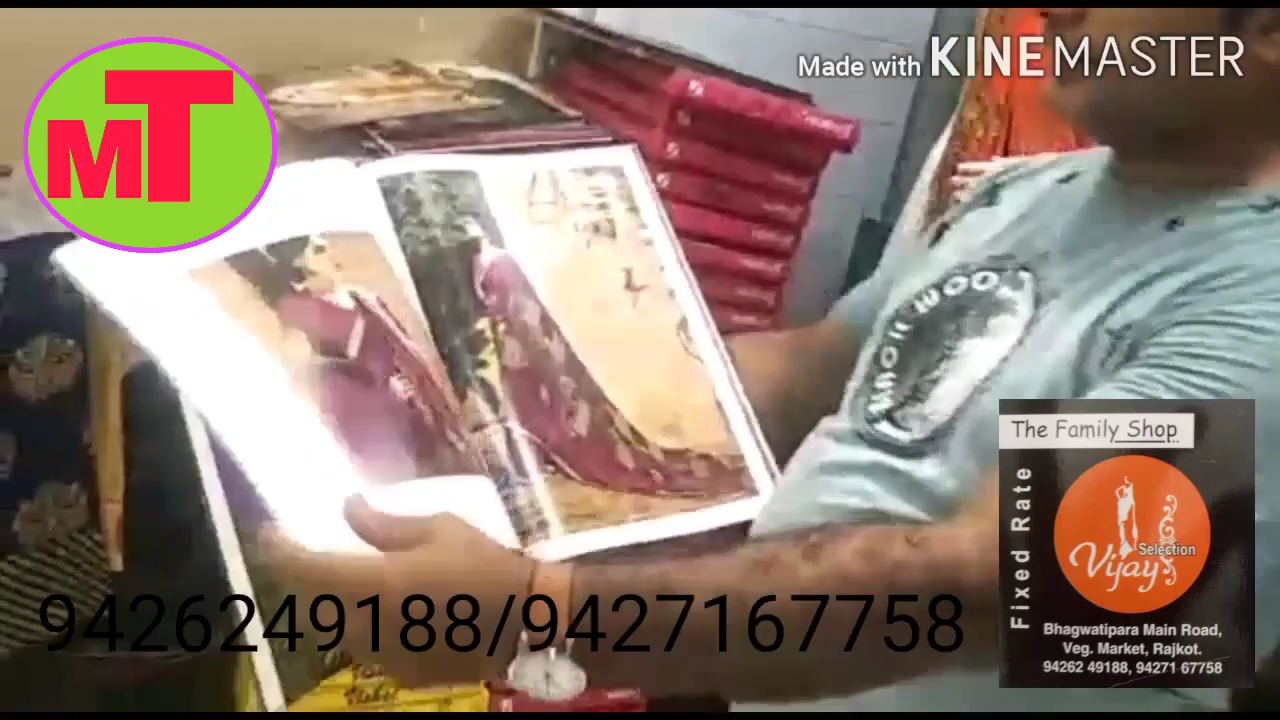 MT
Made with KINEMASTER
The Family Shop
Fixed Rate
Vijay
Selection
Bhagwatipara Main Road,
Veg. Market, Rajkot.
94262 49188, 94271 67758
9426249188/9427167758